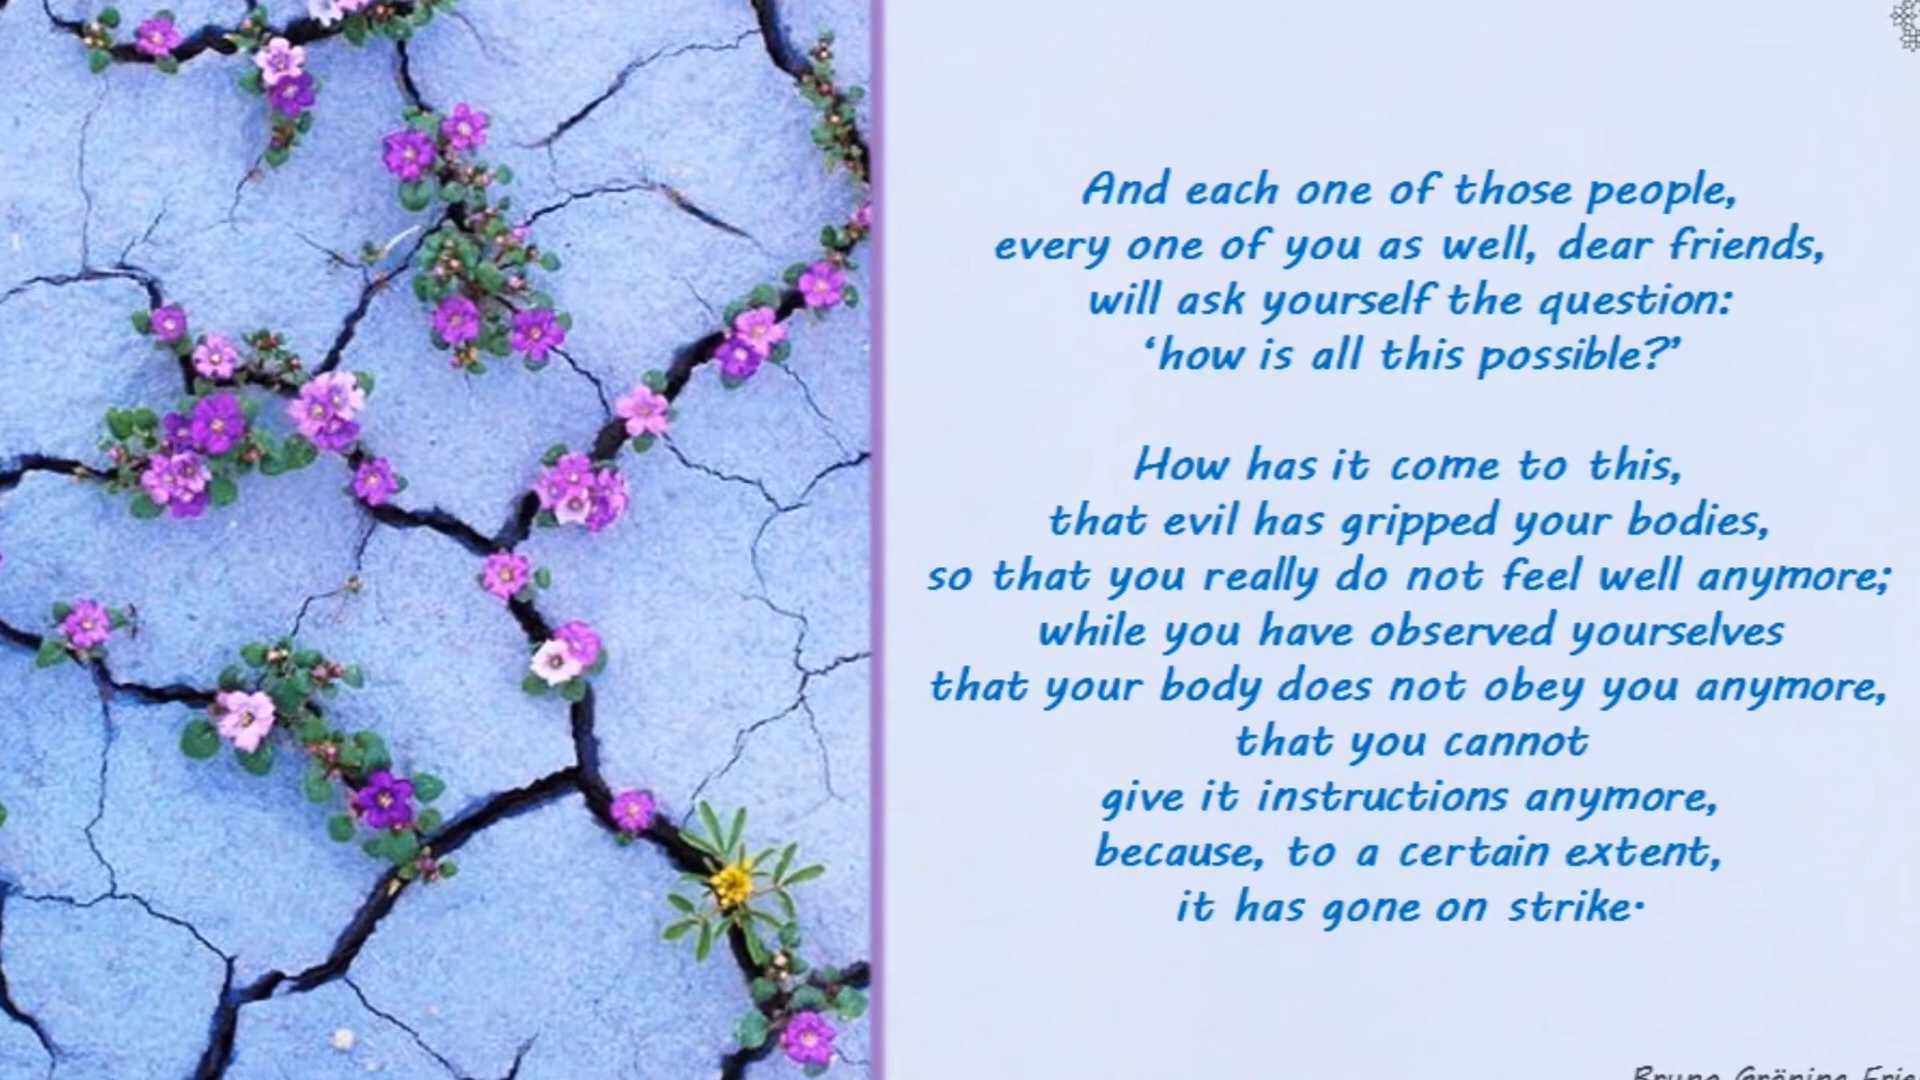 And each one of those people,
every one of you as well, dear friends,
will ask yourself the question:
‘how is all this possible?’
How has it come to this,
that evil has gripped your bodies,
so that you really do not feel well anymore;
while you have observed yourselves
that your body does not obey you anymore,
that you cannot
give it instructions anymore,
because, to a certain extent,
it has gone on strike.
Bruno Gröning